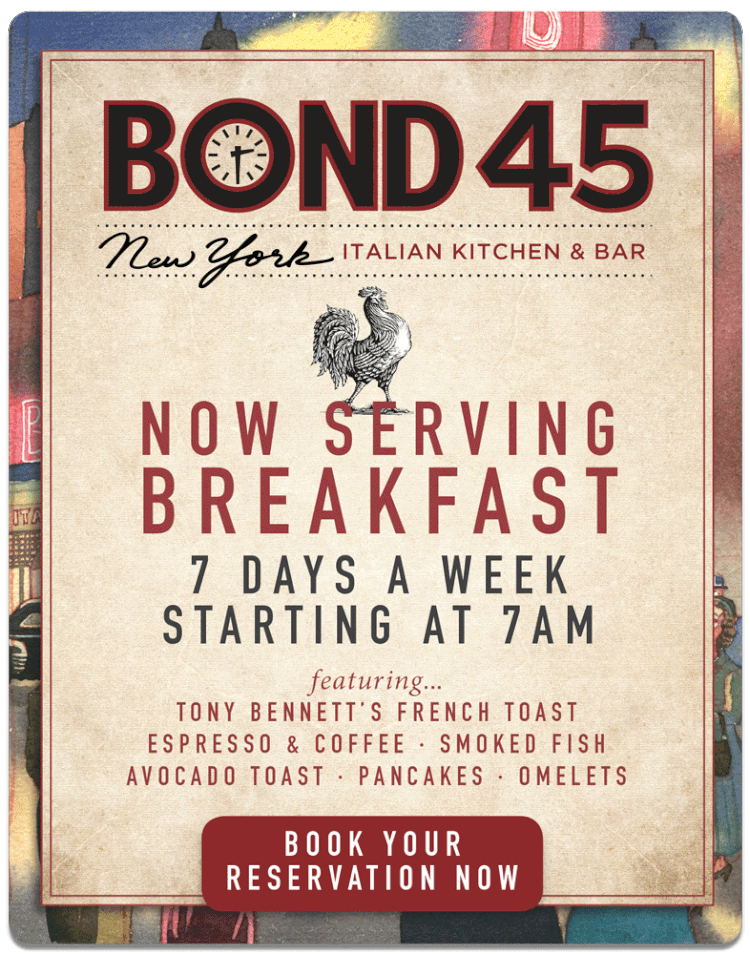 BOND 45
New York ITALIAN KITCHEN & BAR
NOW SERVING
BREAKFAST
7 DAYS A WEEK
STARTING AT 7AM
featuring...
TONY BENNETT'S FRENCH TOAST
ESPRESSO & COFFEE · SMOKED FISH
AVOCADO TOAST · PANCAKES · OMELETS
BOOK YOUR
RESERVATION NOW